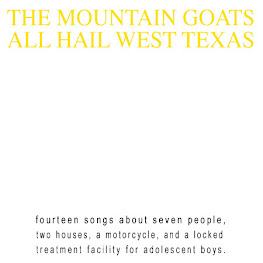 THE MOUNTAIN GOATS
ALL HAIL WEST TEXAS
fourteen songs about seven people,
two houses, a motorcycle, and a locked
treatment facility for adolescent boys.